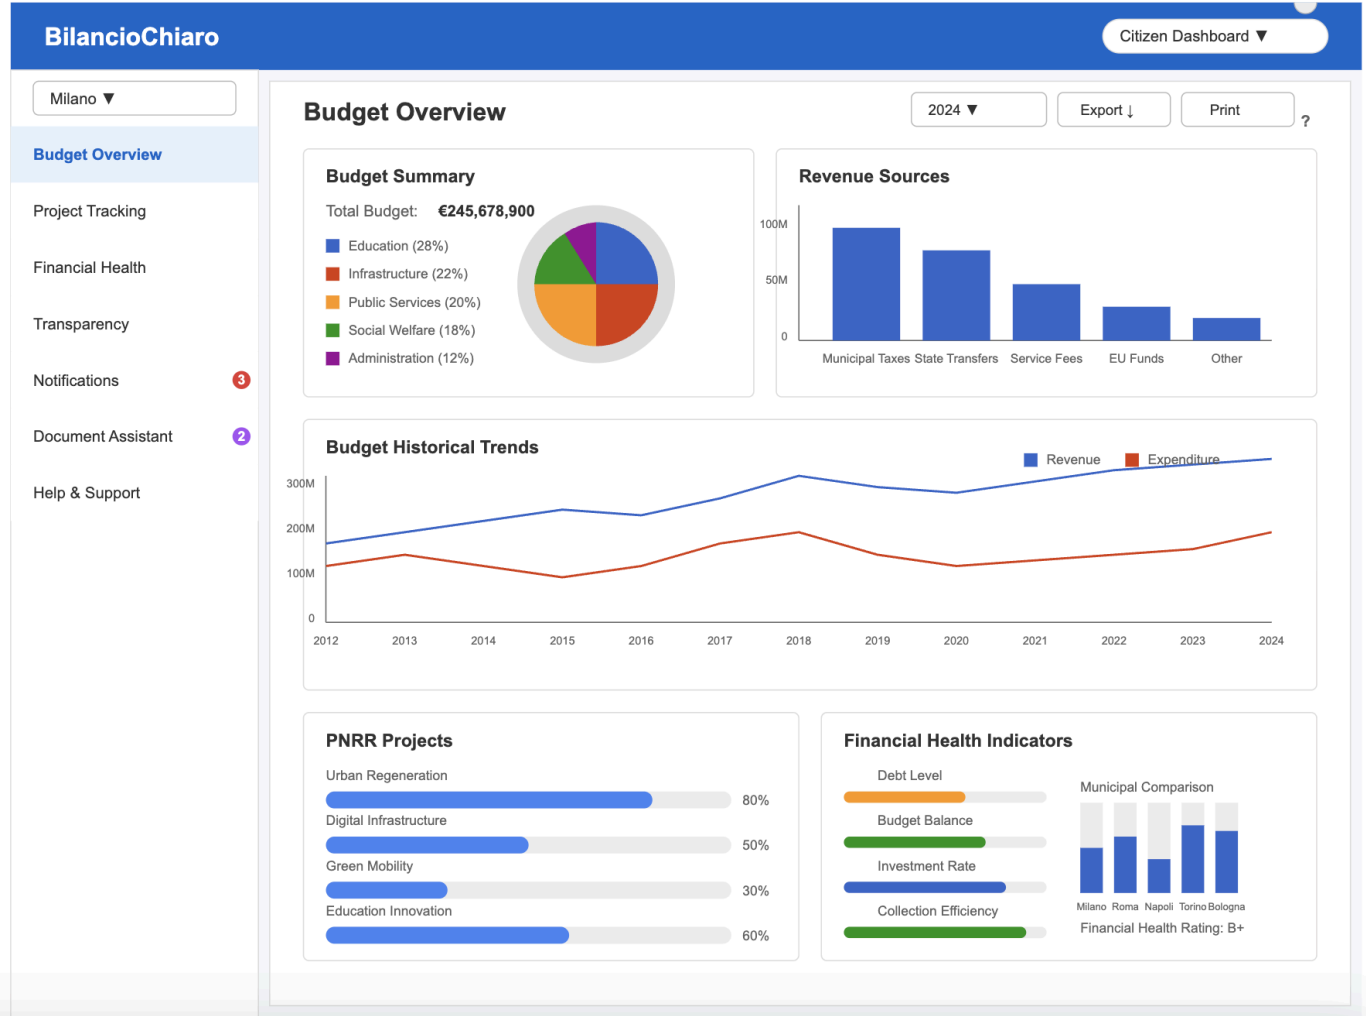 BilancioChiaro
Citizen Dashboard ▼
Milano ▼
Budget Overview
Project Tracking
Financial Health
Transparency
Notifications
3
Document Assistant
2
Help & Support
Budget Overview
2024 ▼
Export ↓
Print
?
Budget Summary
Total Budget: €245,678,900
Education (28%)
Infrastructure (22%)
Public Services (20%)
Social Welfare (18%)
Administration (12%)
Revenue Sources
100M
50M
0
Municipal Taxes State Transfers Service Fees EU Funds Other
Budget Historical Trends
Revenue Expenditure
300M
200M
100M
0
2012 2013 2014 2015 2016 2017 2018 2019 2020 2021 2022 2023 2024
PNRR Projects
Urban Regeneration
80%
Digital Infrastructure
50%
Green Mobility
30%
Education Innovation
60%
Financial Health Indicators
Debt Level
Budget Balance
Investment Rate
Collection Efficiency
Municipal Comparison
Milano Roma Napoli Torino Bologna
Financial Health Rating: B+